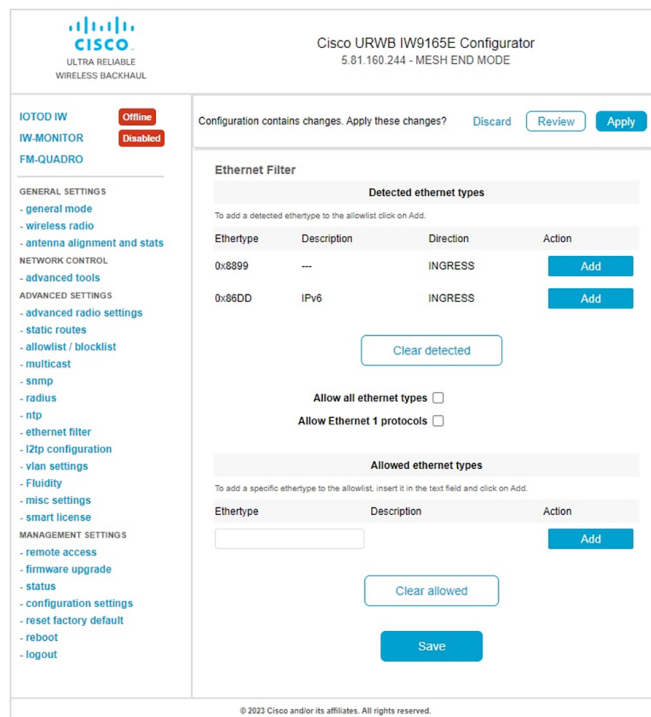 CISCO
ULTRA RELIABLE
WIRELESS BACKHAUL
Cisco URWB IW9165E Configurator
5.81.160.244 - MESH END MODE
IOTOD IW Offline
IW-MONITOR Disabled
FM-QUADRO
GENERAL SETTINGS
- general mode
- wireless radio
- antenna alignment and stats
NETWORK CONTROL
- advanced tools
ADVANCED SETTINGS
- advanced radio settings
- static routes
- allowlist / blocklist
- multicast
- snmp
- radius
- ntp
- ethernet filter
- l2tp configuration
- vlan settings
- Fluidity
- misc settings
- smart license
MANAGEMENT SETTINGS
- remote access
- firmware upgrade
- status
- configuration settings
- reset factory default
- reboot
- logout
Configuration contains changes. Apply these changes? Discard Review Apply
Ethernet Filter
Detected ethernet types
To add a detected ethertype to the allowlist click on Add.
Ethertype Description Direction Action
0x8899 --- INGRESS Add
0x86DD IPv6 INGRESS Add
Clear detected
Allow all ethernet types
Allow Ethernet 1 protocols
Allowed ethernet types
To add a specific ethertype to the allowlist, insert it in the text field and click on Add.
Ethertype Description Action
Add
Clear allowed
Save
© 2023 Cisco and/or its affiliates. All rights reserved.